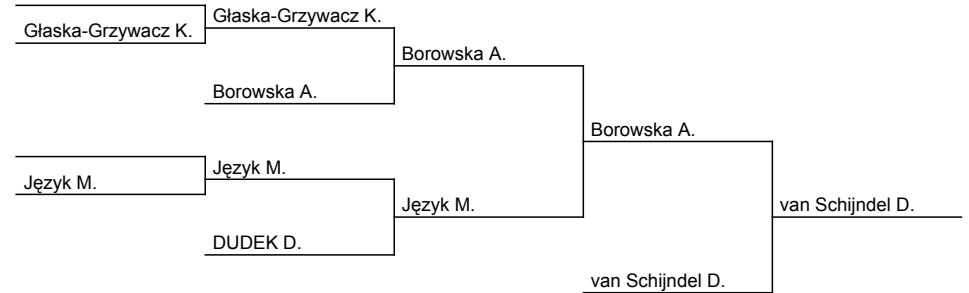 Głaska-Grzywacz K.
Głaska-Grzywacz K.
Borowska A.
Borowska A.
Borowska A.
Język M.
Język M.
Język M.
van Schijndel D.
DUDEK D.
van Schijndel D.